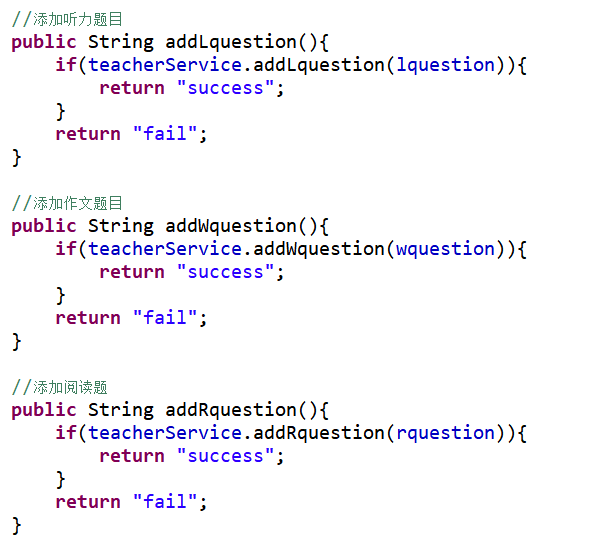 //添加听力题目
public String addLquestion(){
    if(teacherService.addLquestion(lquestion)){
        return "success";
    }
    return "fail";
}

//添加作文题目
public String addWquestion(){
    if(teacherService.addWquestion(wquestion)){
        return "success";
    }
    return "fail";
}

//添加阅读题
public String addRquestion(){
    if(teacherService.addRquestion(rquestion)){
        return "success";
    }
    return "fail";
}